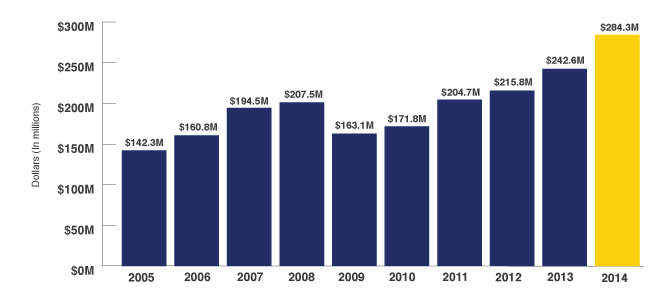 $300M
$250M
$200M
$150M
$100M
$50M
$0M
Dollars (In millions)
$142.3M
$160.8M
$194.5M
$207.5M
$163.1M
$171.8M
$204.7M
$215.8M
$242.6M
$284.3M
2005 2006 2007 2008 2009 2010 2011 2012 2013 2014